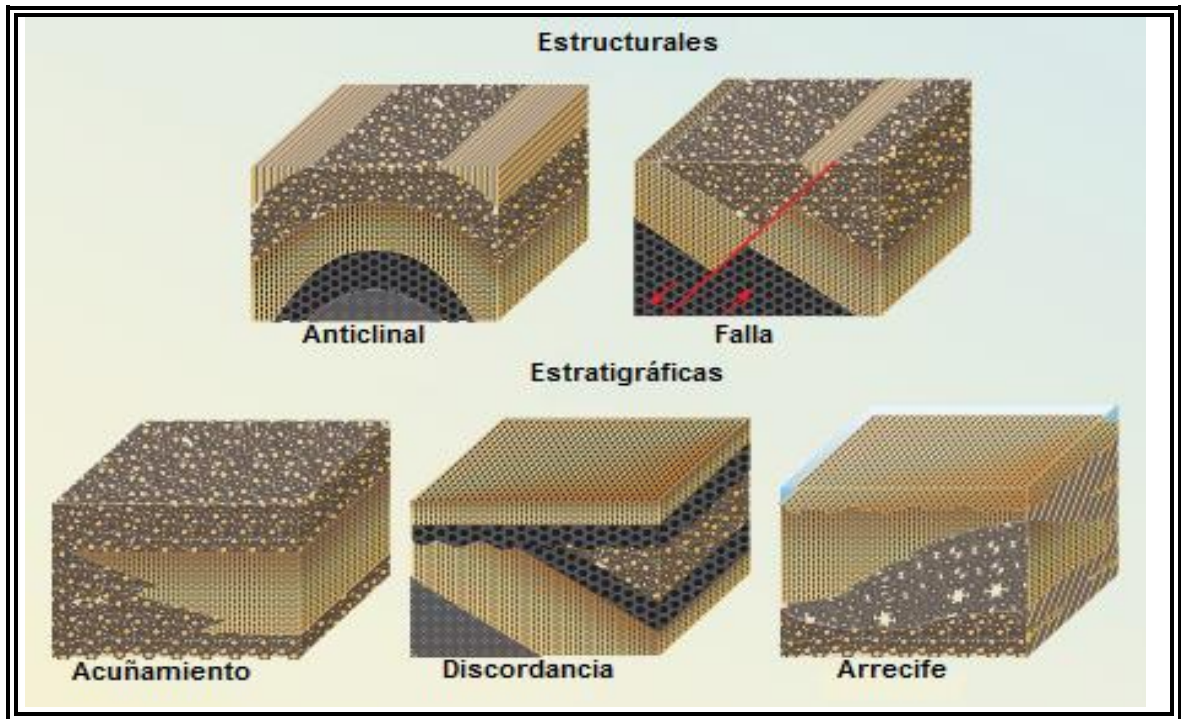 Estructurales
Anticlinal Falla
Estratigráficas
Acuñamiento Discordancia Arrecife